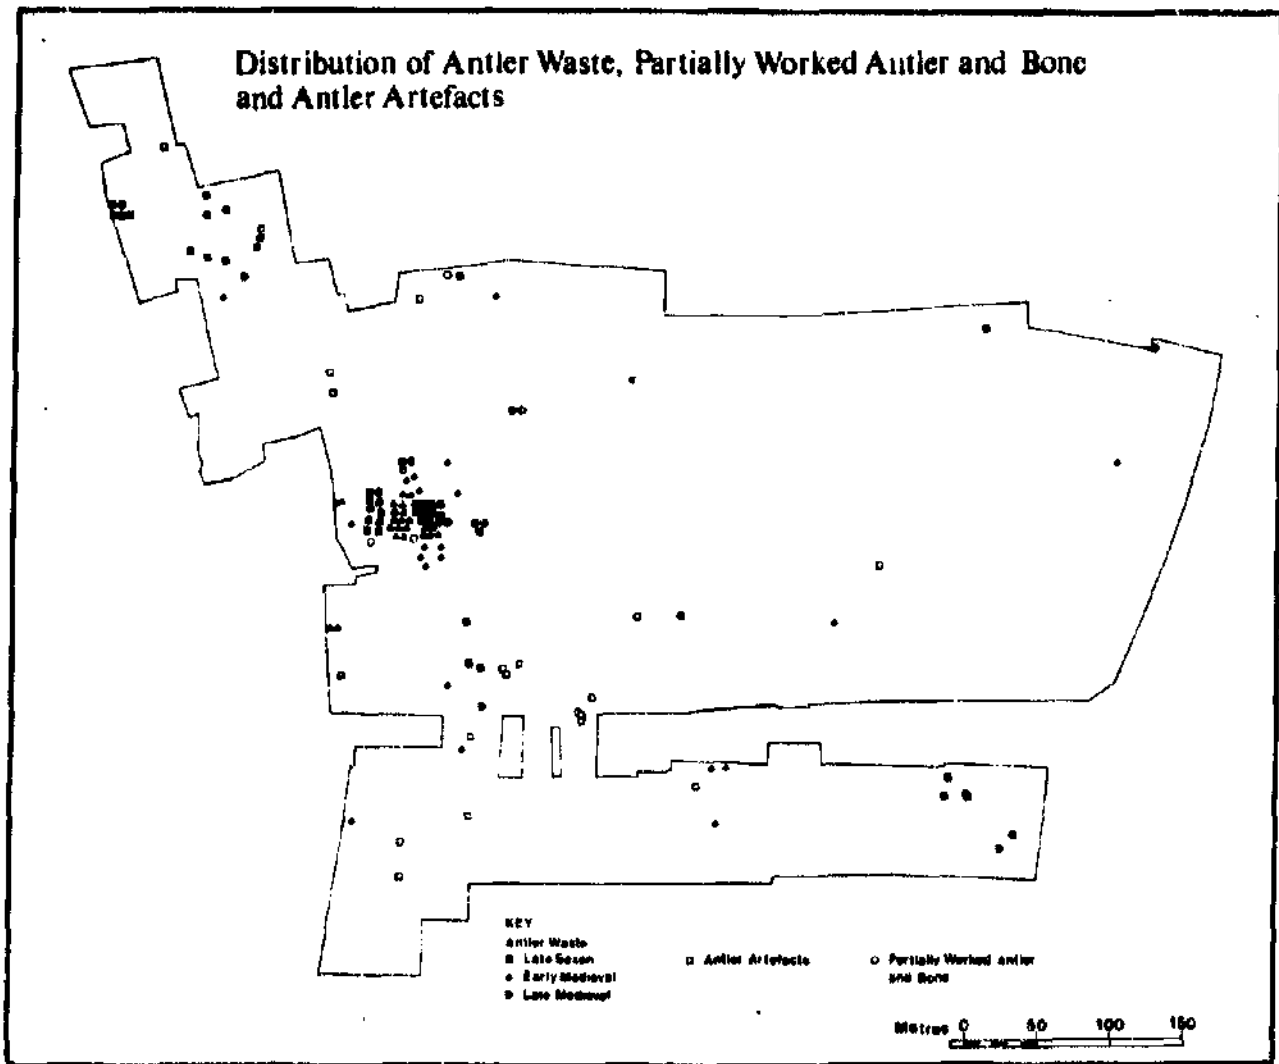 Distribution of Antler Waste, Partially Worked Antler and Bone
and Antler Artefacts
KEY
Antler Waste
Late Saxon
Early Medieval
Late Medieval
Antler Artefacts
Partially Worked antler
and Bone
Metres 0 50 100 150